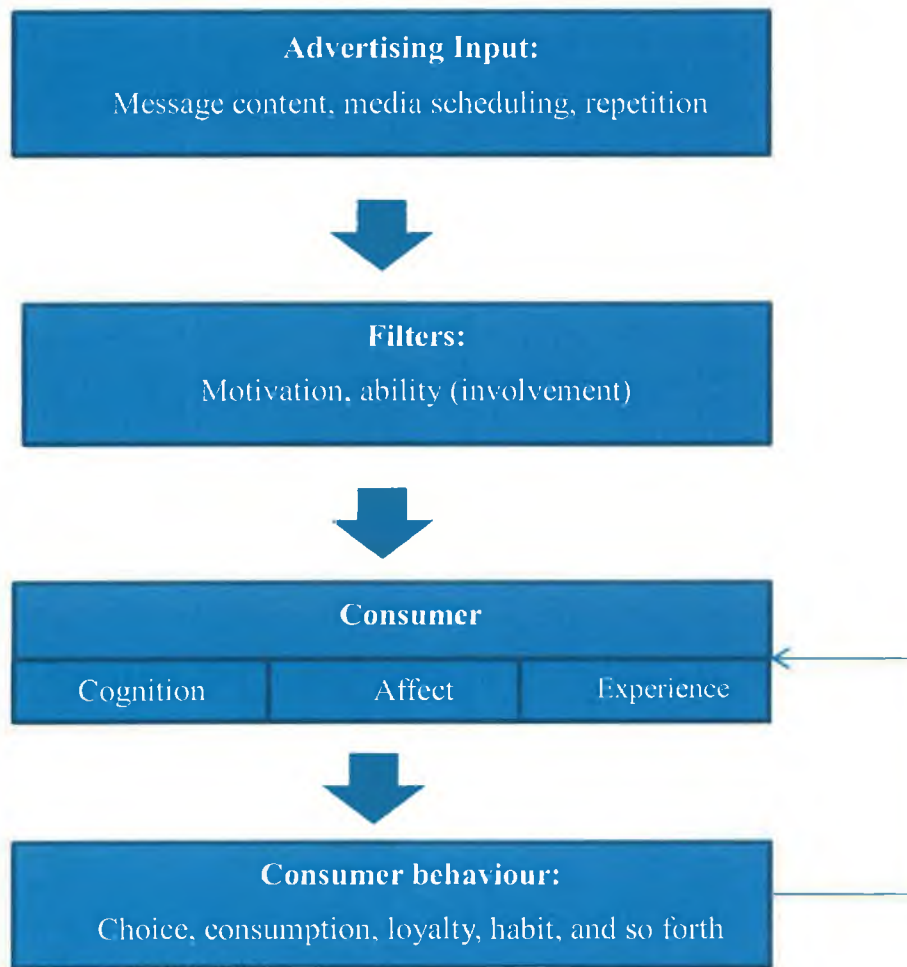 Advertising Input:
Message content, media scheduling, repetition
Filters:
Motivation, ability (involvement)
Consumer
Cognition Affect Experience
Consumer behaviour:
Choice, consumption, loyalty, habit, and so forth